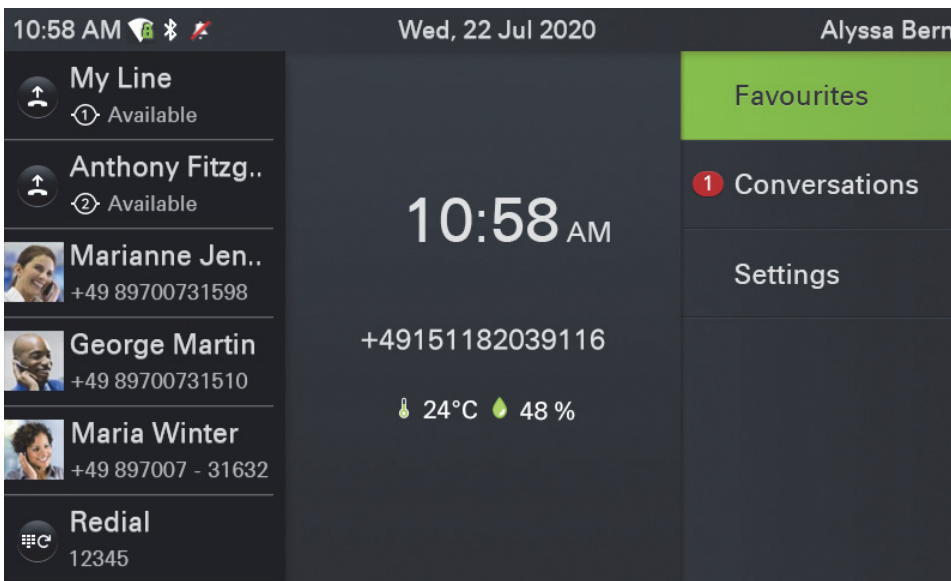 10:58 AM
Wed, 22 Jul 2020
Alyssa Bern
My Line
1 Available
Anthony Fitzg..
2 Available
Marianne Jen..
+49 89700731598
George Martin
+49 89700731510
Maria Winter
+49 897007 - 31632
Redial
12345
10:58 AM
+49151182039116
24°C 48 %
Favourites
1 Conversations
Settings